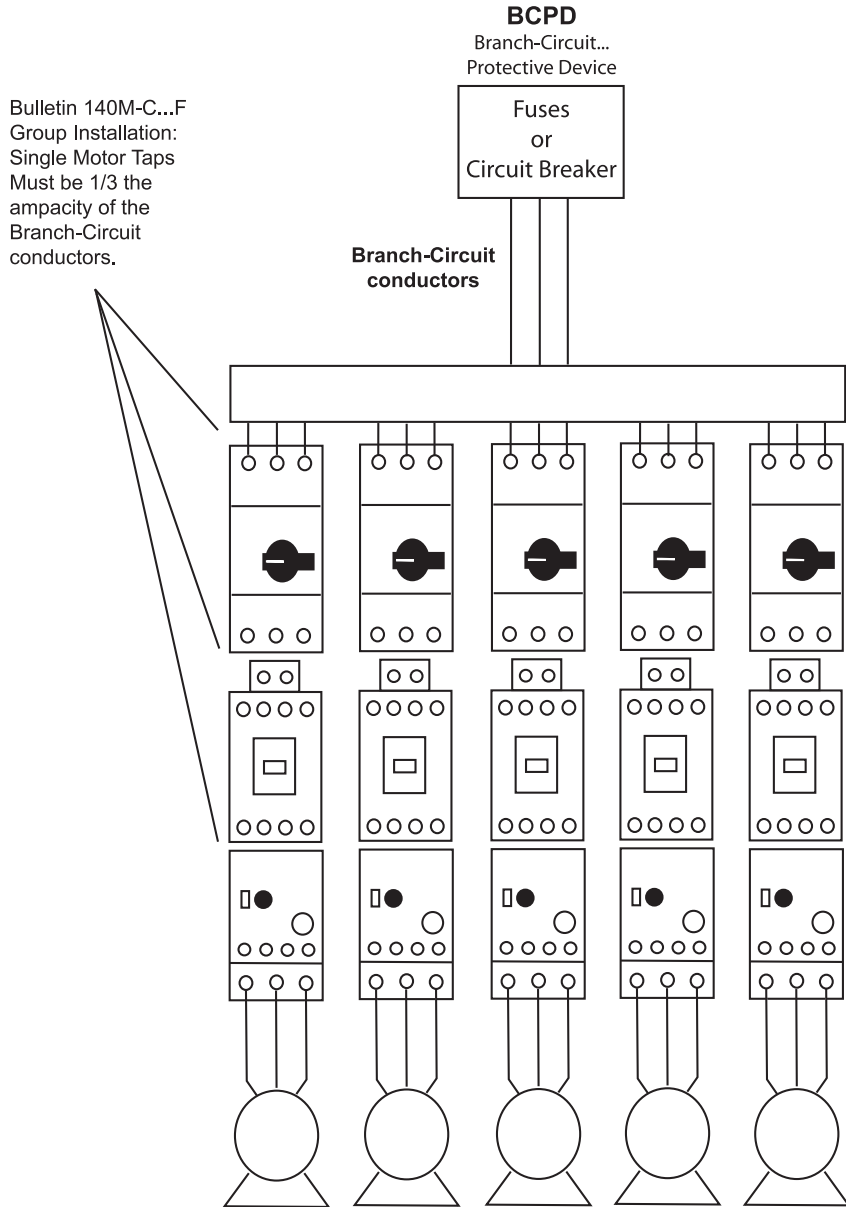 BCPD
Branch-Circuit...
Protective Device
Fuses
or
Circuit Breaker
Bulletin 140M-C...F
Group Installation:
Single Motor Taps
Must be 1/3 the
ampacity of the
Branch-Circuit
conductors.
Branch-Circuit
conductors